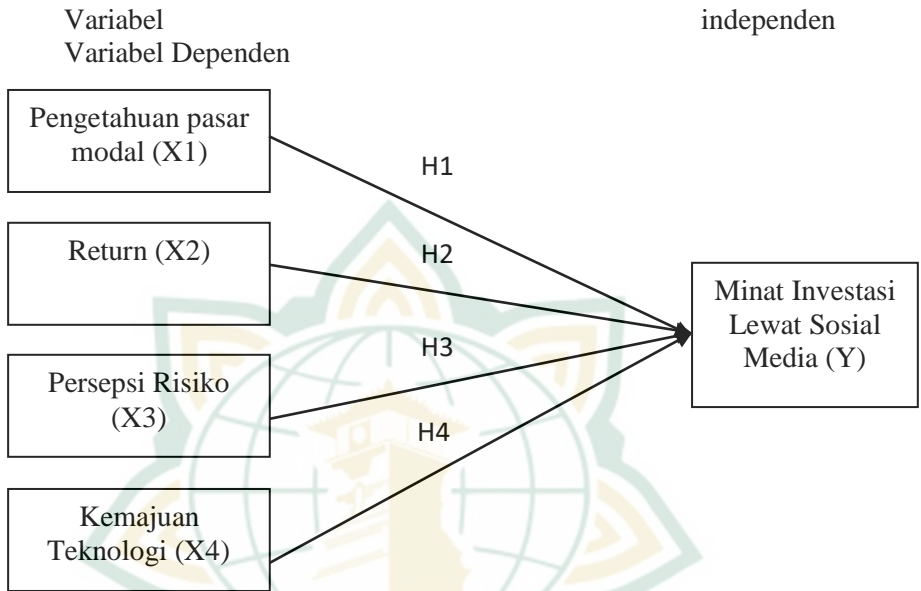 Variabel independen
Variabel Dependen
Pengetahuan pasar
modal (X1)
H1
Return (X2)
H2
Minat Investasi
Lewat Sosial
Media (Y)
H3
Persepsi Risiko
(X3)
H4
Kemajuan
Teknologi (X4)